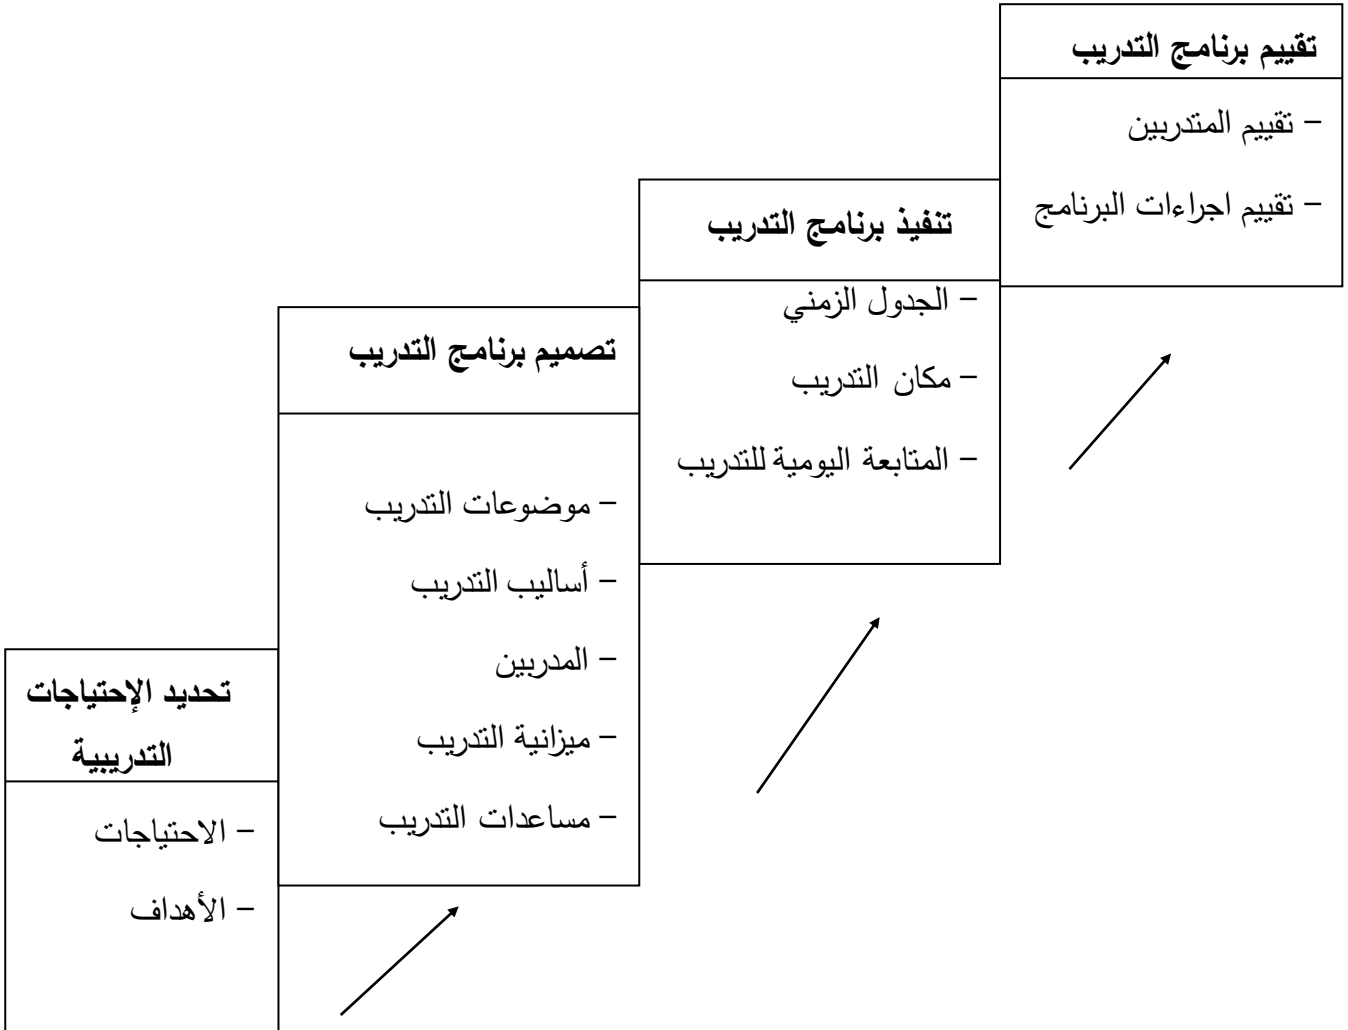 تقييم برنامج التدريب
– تقييم المتدربين
– تقييم اجراءات البرنامج
تنفيذ برنامج التدريب
– الجدول الزمني
– مكان التدريب
– المتابعة اليومية للتدريب
تصميم برنامج التدريب
– موضوعات التدريب
– أساليب التدريب
– المدربين
– ميزانية التدريب
– مساعدات التدريب
تحديد الإحتياجات
التدريبية
– الاحتياجات
– الأهداف